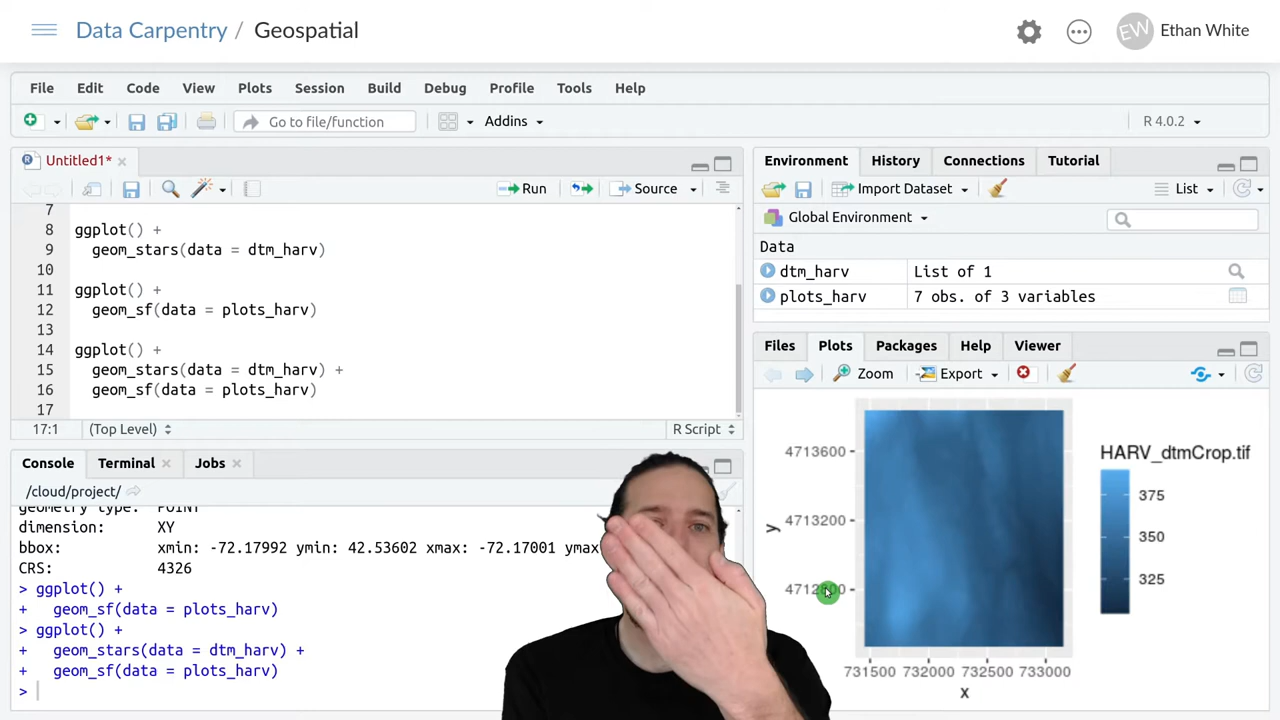 Data Carpentry / Geospatial
EW Ethan White
File Edit Code View Plots Session Build Debug Profile Tools Help
Go to file/function Addins R 4.0.2
Untitled1*
Run Source
7
8 ggplot() +
9 geom_stars(data = dtm_harv)
10
11 ggplot() +
12 geom_sf(data = plots_harv)
13
14 ggplot() +
15 geom_stars(data = dtm_harv) +
16 geom_sf(data = plots_harv)
17
17:1 (Top Level) R Script
Console Terminal Jobs
/cloud/project/
geometry type: POINT
dimension: XY
bbox: xmin: -72.17992 ymin: 42.53602 xmax: -72.17001 ymax
CRS: 4326
> ggplot() +
+ geom_sf(data = plots_harv)
> ggplot() +
+ geom_stars(data = dtm_harv) +
+ geom_sf(data = plots_harv)
>
Environment History Connections Tutorial
Import Dataset List
Global Environment
Data
dtm_harv List of 1
plots_harv 7 obs. of 3 variables
Files Plots Packages Help Viewer
Zoom Export
HARV_dtmCrop.tif
4713600
375
4713200
y
350
325
731500 732000 732500 733000
x